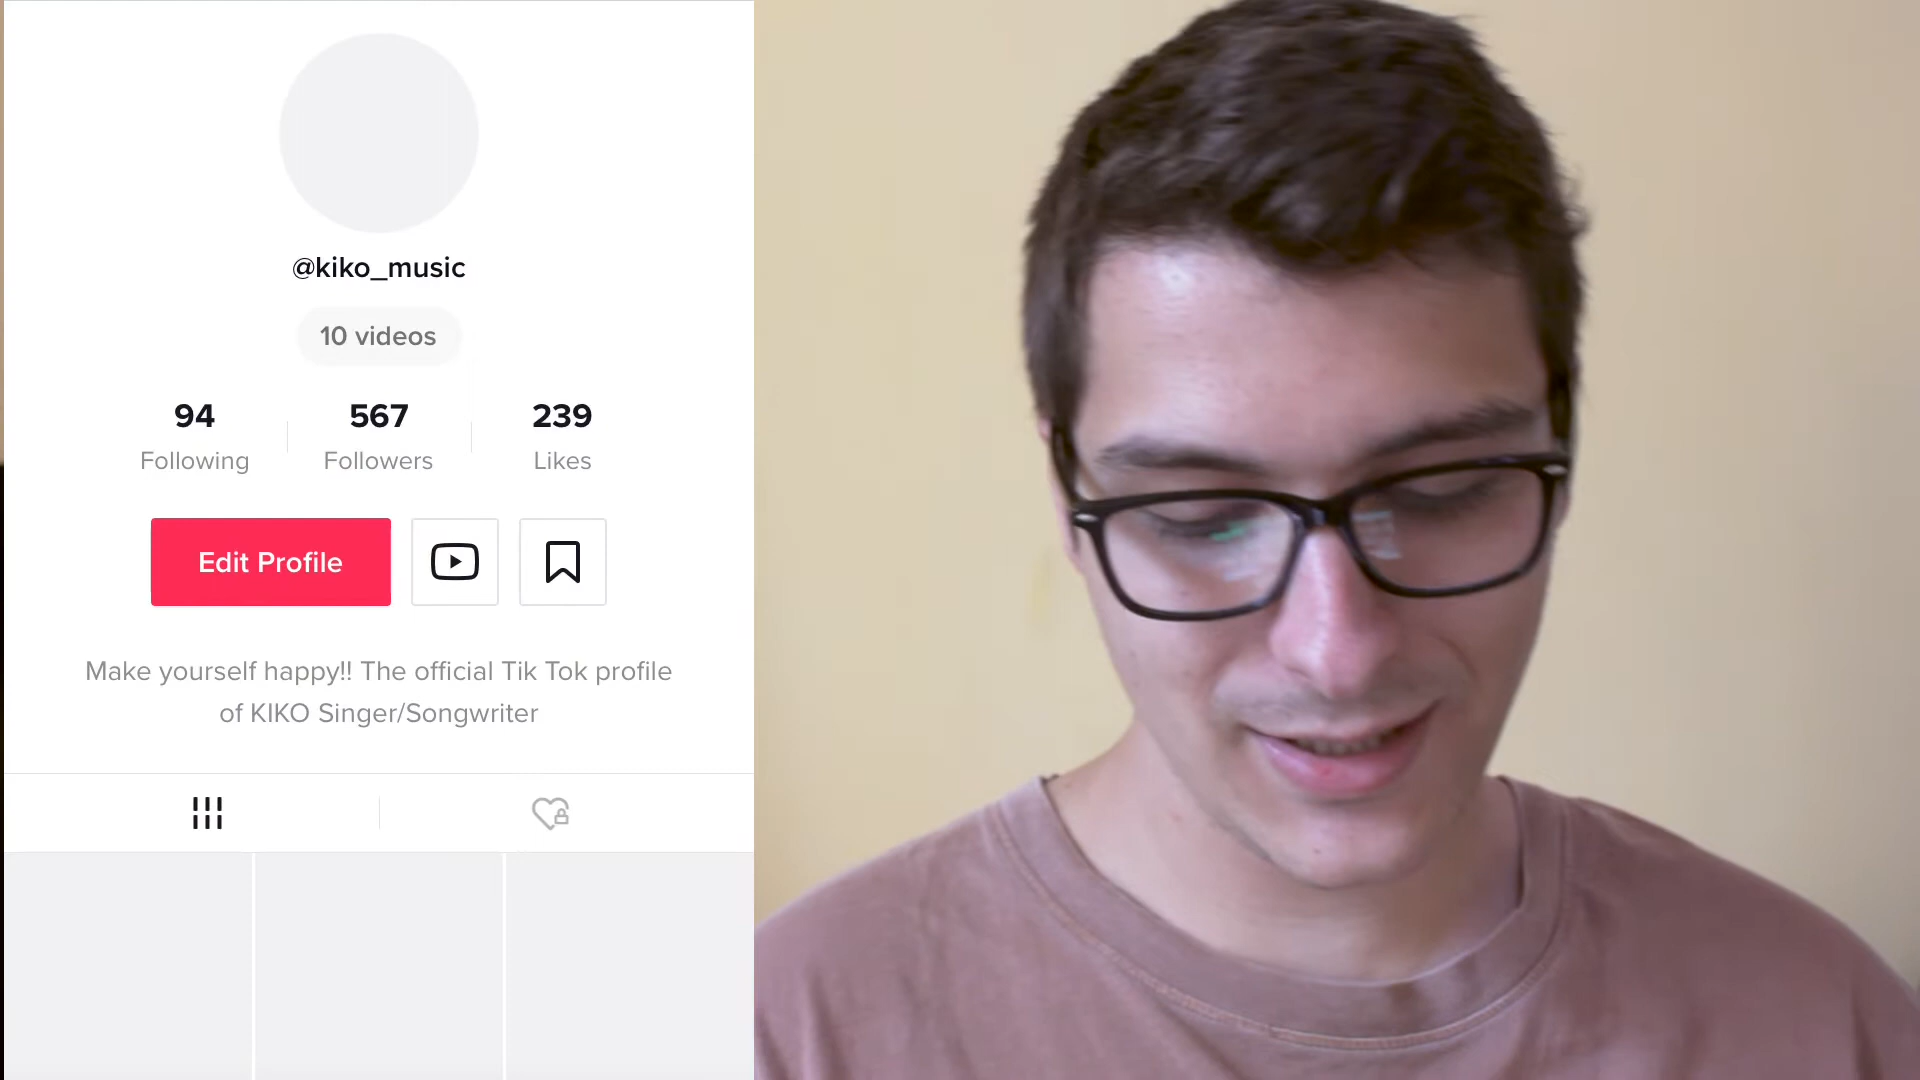 @kiko_music
10 videos
94
567
239
Following
Followers
Likes
Edit Profile
Make yourself happy!! The official Tik Tok profile
of KIKO Singer/Songwriter